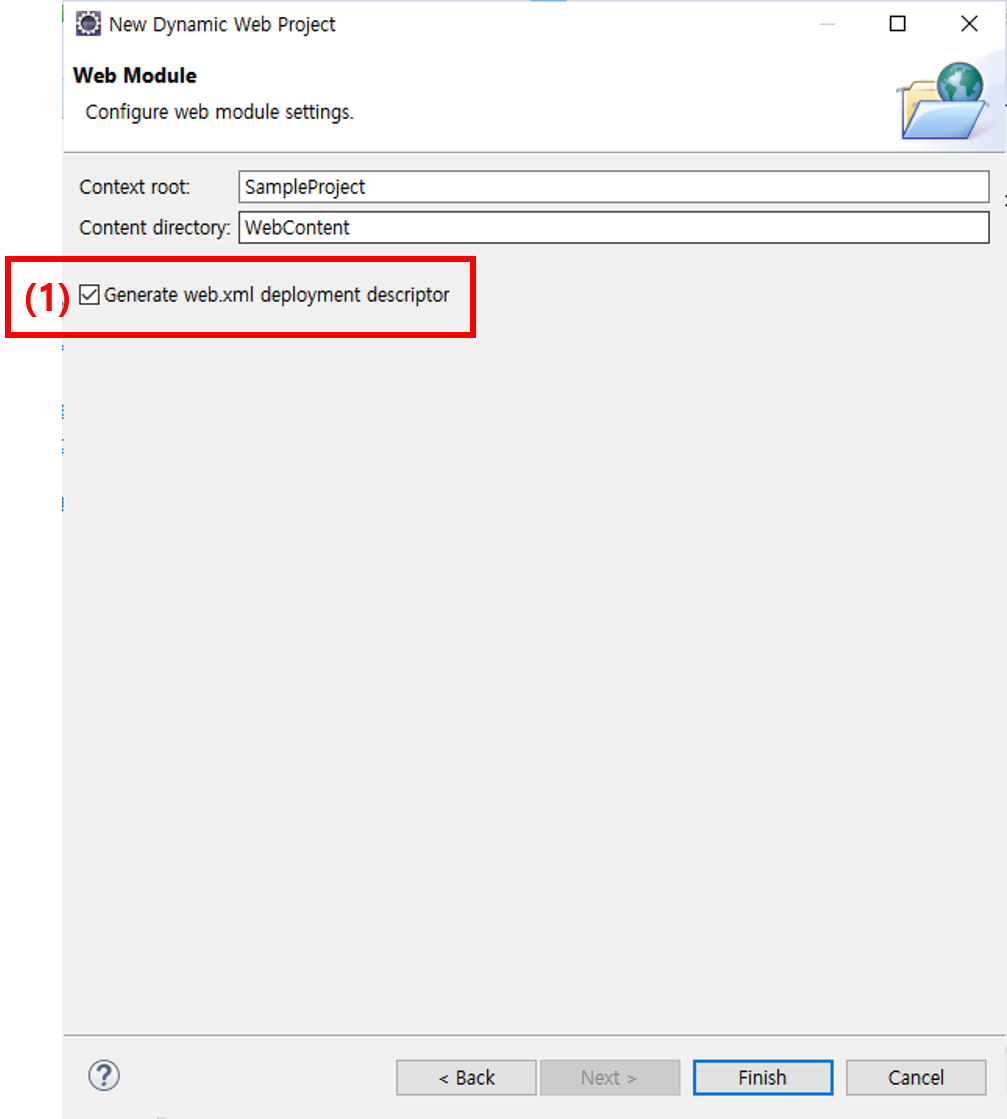 New Dynamic Web Project
Web Module
Configure web module settings.
Context root: SampleProject
Content directory: WebContent
(1) Generate web.xml deployment descriptor
? < Back Next > Finish Cancel